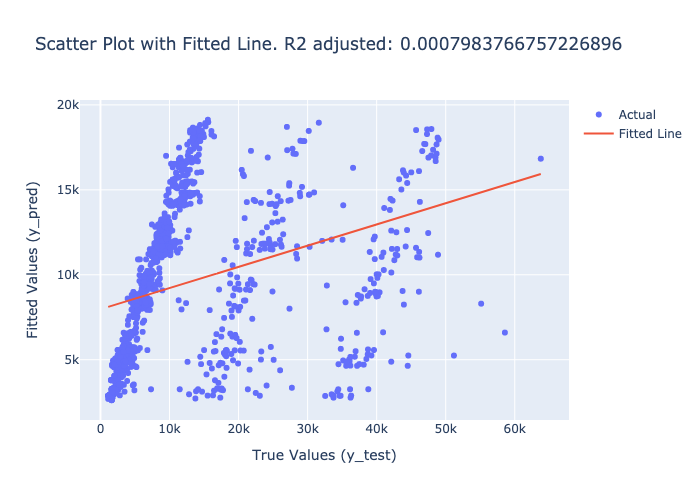 Scatter Plot with Fitted Line. R2 adjusted: 0.0007983766757226896
20k
15k
10k
5k
Fitted Values (y_pred)
0
10k
20k
30k
40k
50k
60k
True Values (y_test)
Actual
Fitted Line